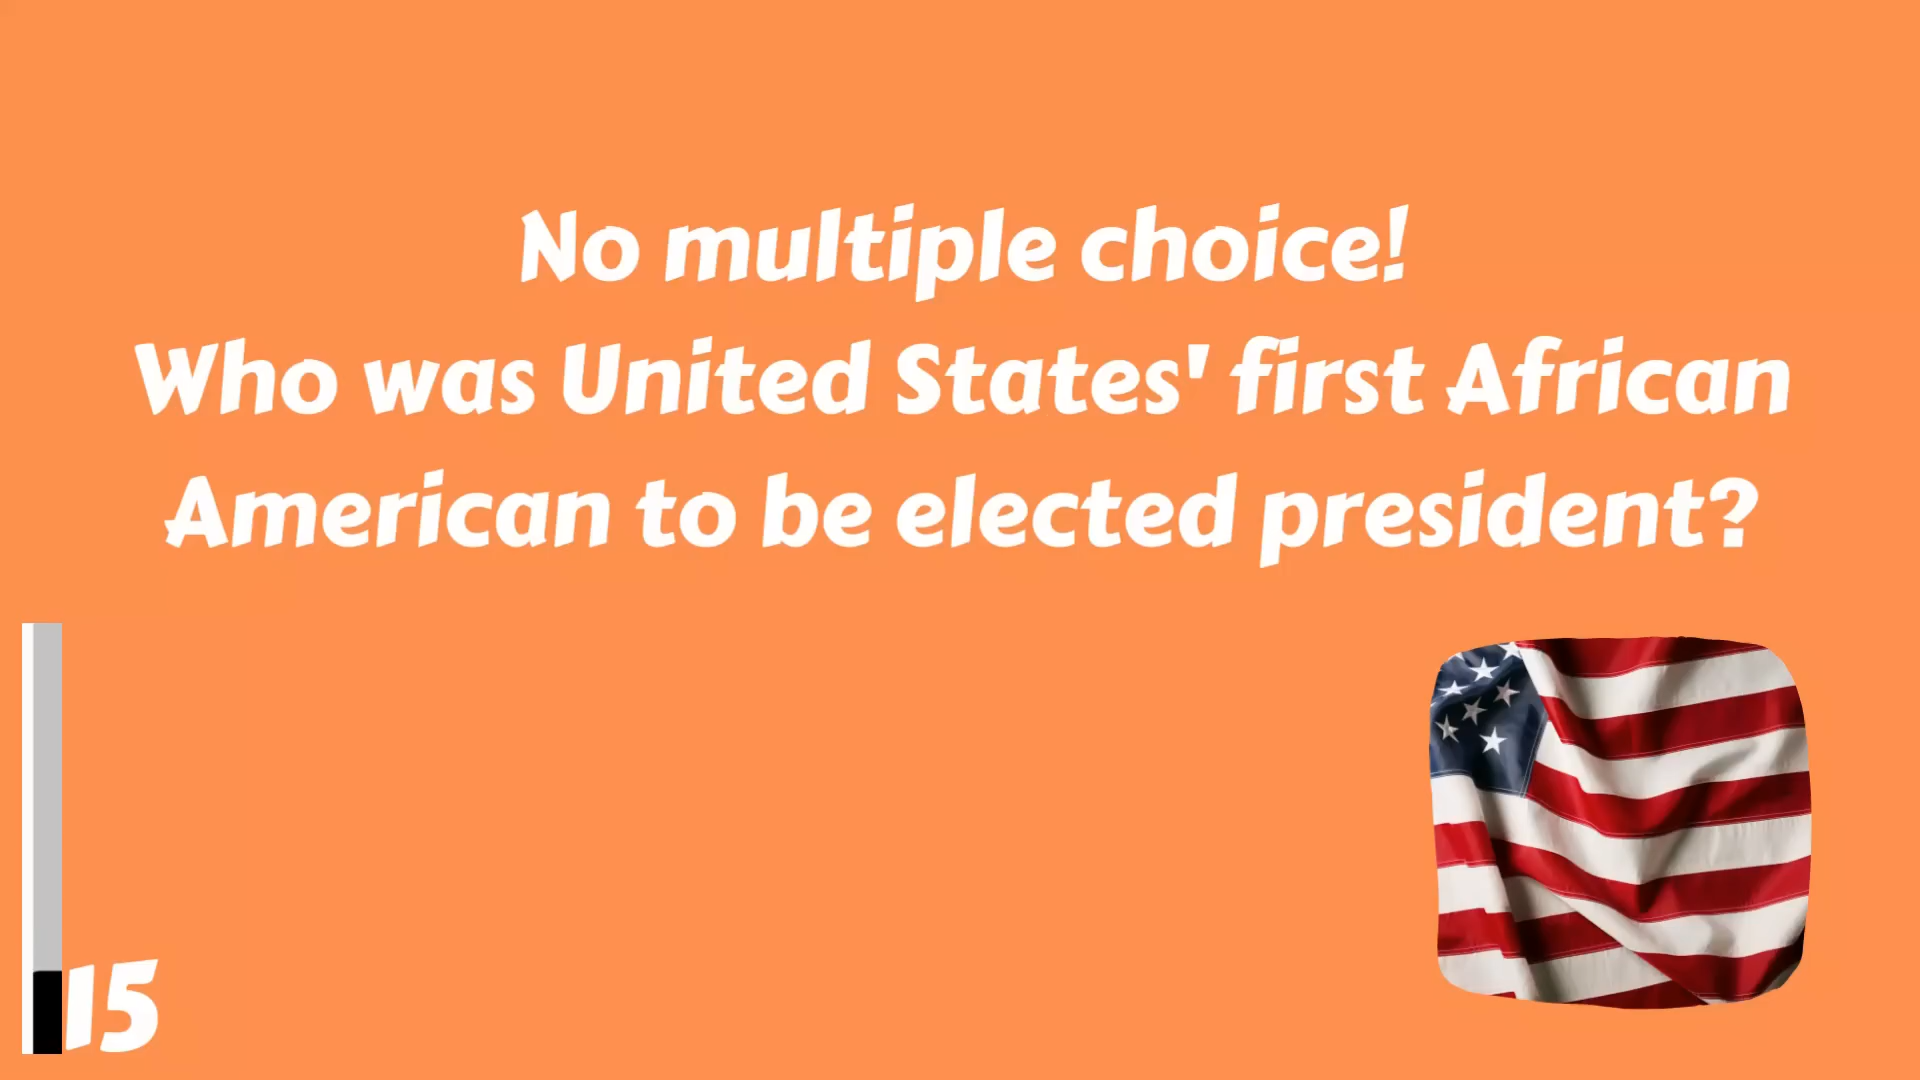 No multiple choice!
Who was United States' first African
American to be elected president?
15